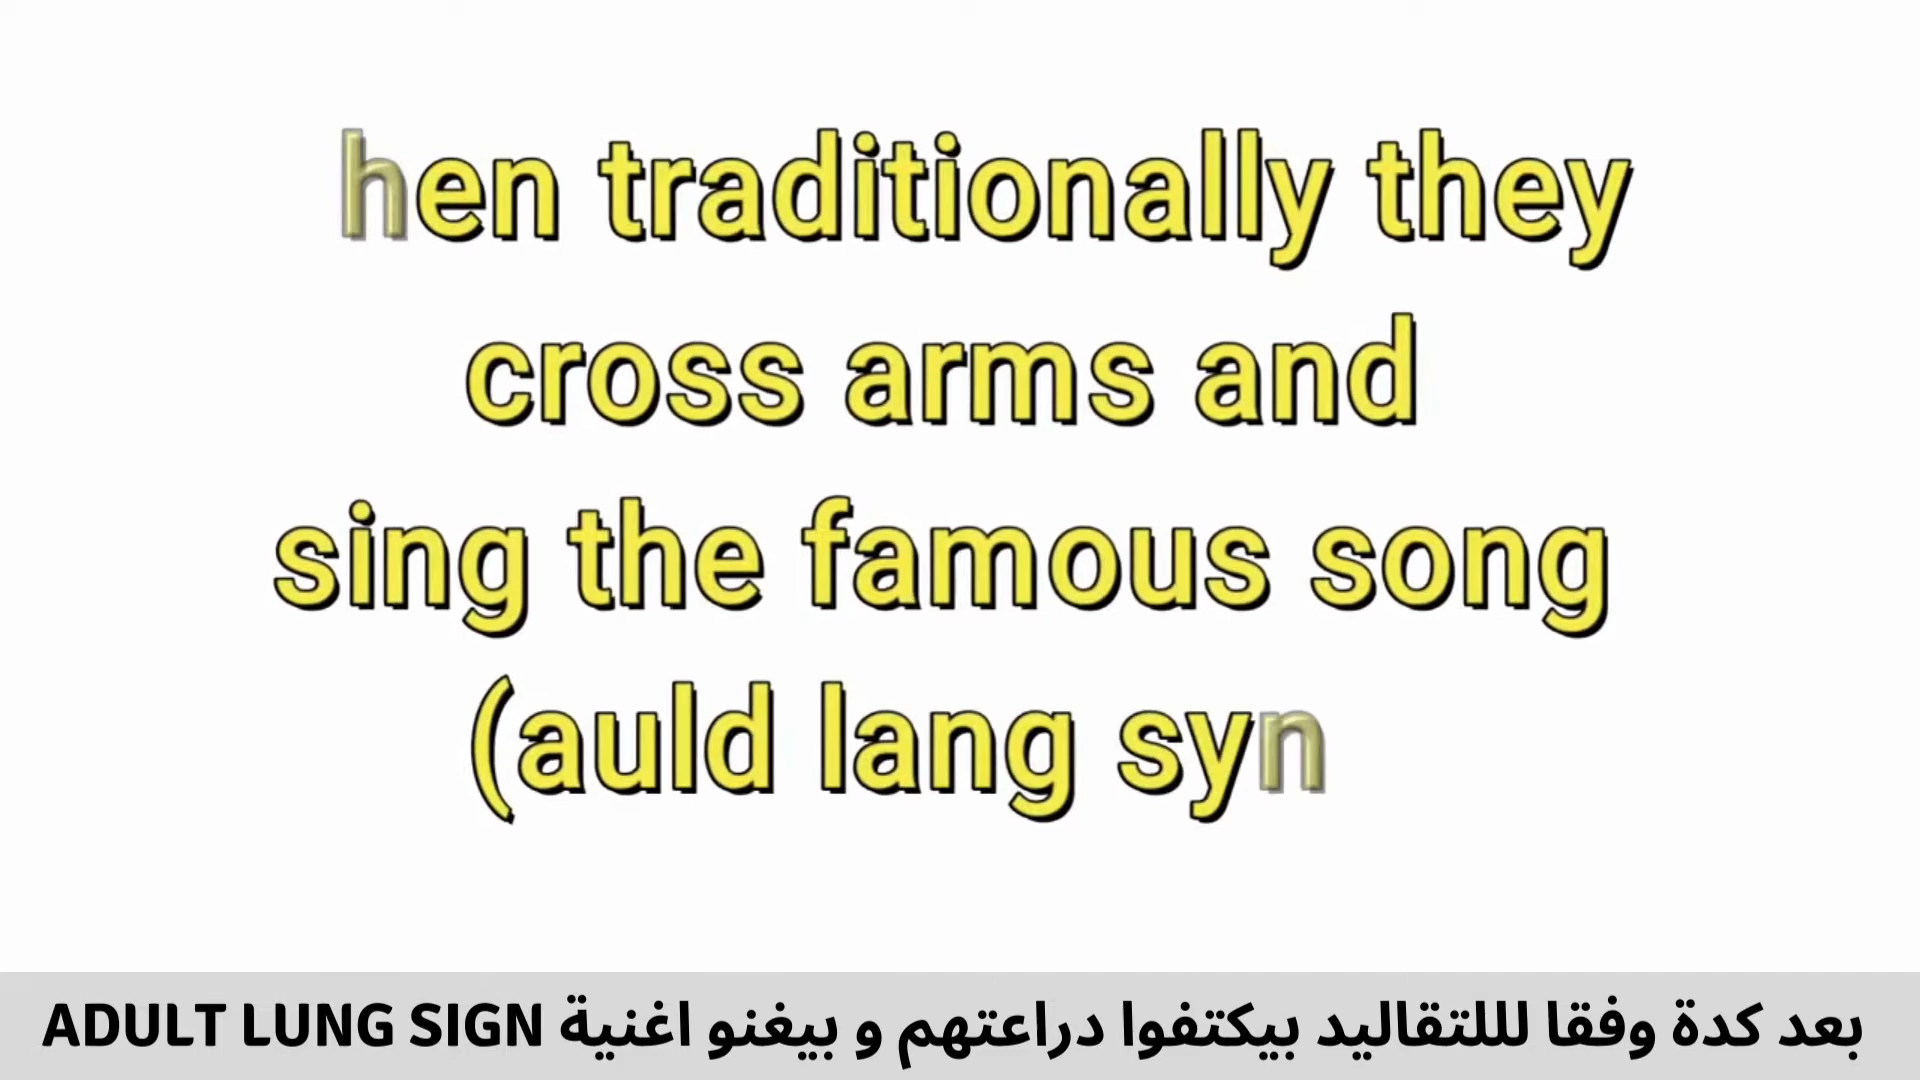 hen traditionally they
cross arms and
sing the famous song
(auld lang syn
بعد كدة وفقا لللتقاليد بيكتفوا دراعتهم و بيغنو اغنية ADULT LUNG SIGN